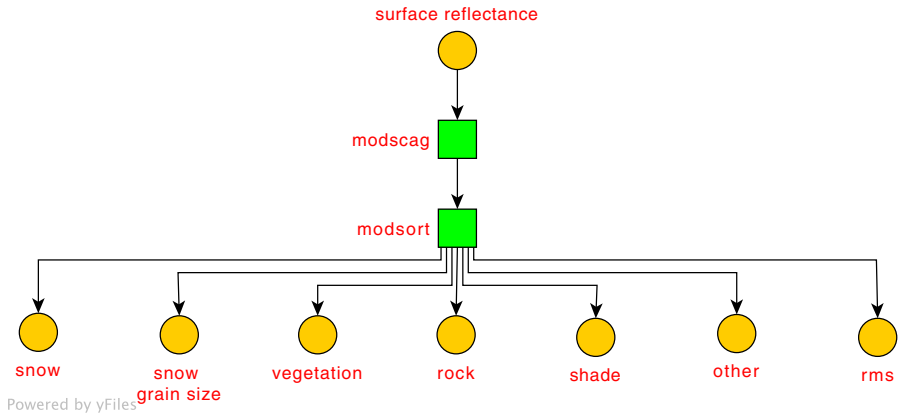 surface reflectance
modscag
modsort
snow
snow
grain size
vegetation
rock
shade
other
rms
Powered by yFiles